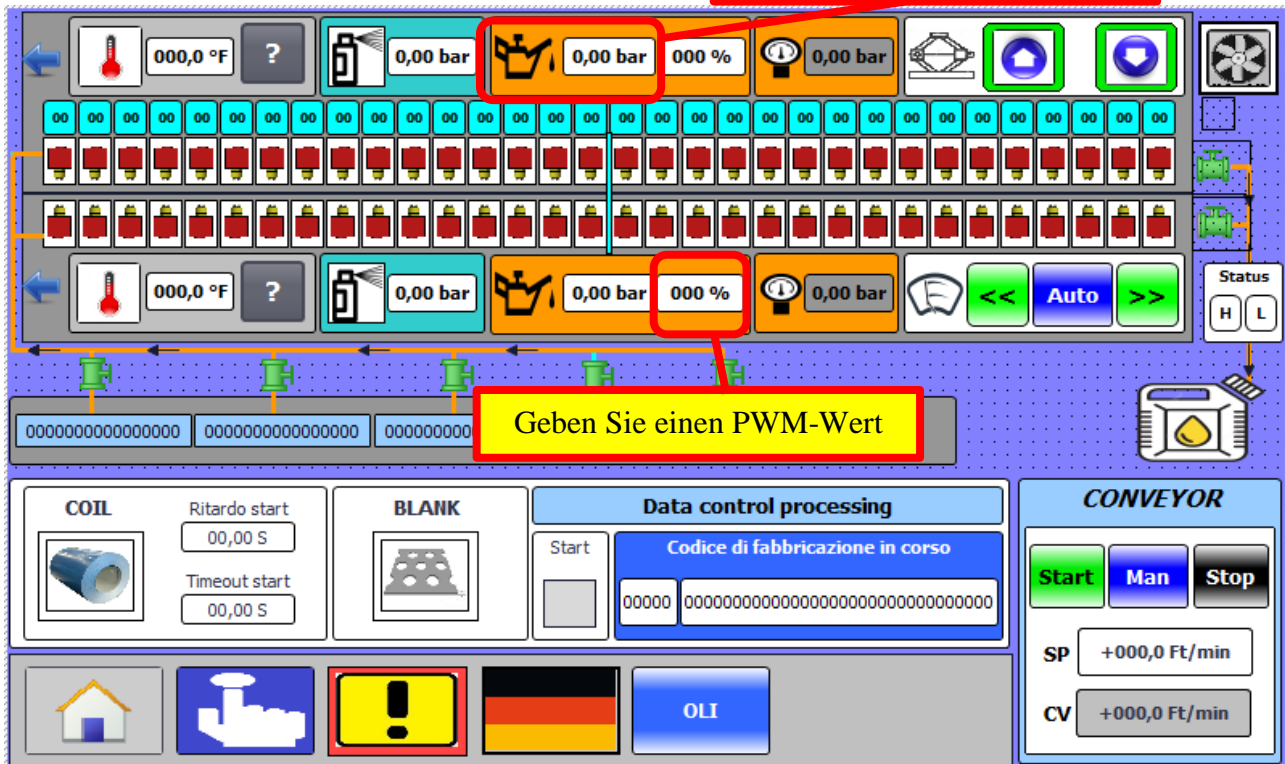 000,0 °F ? 0,00 bar 0,00 bar 000 % 0,00 bar
00 00 00 00 00 00 00 00 00 00 00 00 00 00 00 00 00 00 00 00 00 00 00 00 00 00 00 00 00 00 00 00
000,0 °F ? 0,00 bar 0,00 bar 000 % 0,00 bar << Auto >>
Status
H L
Geben Sie einen PWM-Wert
0000000000000000 0000000000000000 000000000
COIL
Ritardo start
00,00 S
Timeout start
00,00 S
BLANK
Data control processing
Start
Codice di fabbricazione in corso
00000 00000000000000000000000000000000
CONVEYOR
Start Man Stop
SP +000,0 Ft/min
CV +000,0 Ft/min
OLI